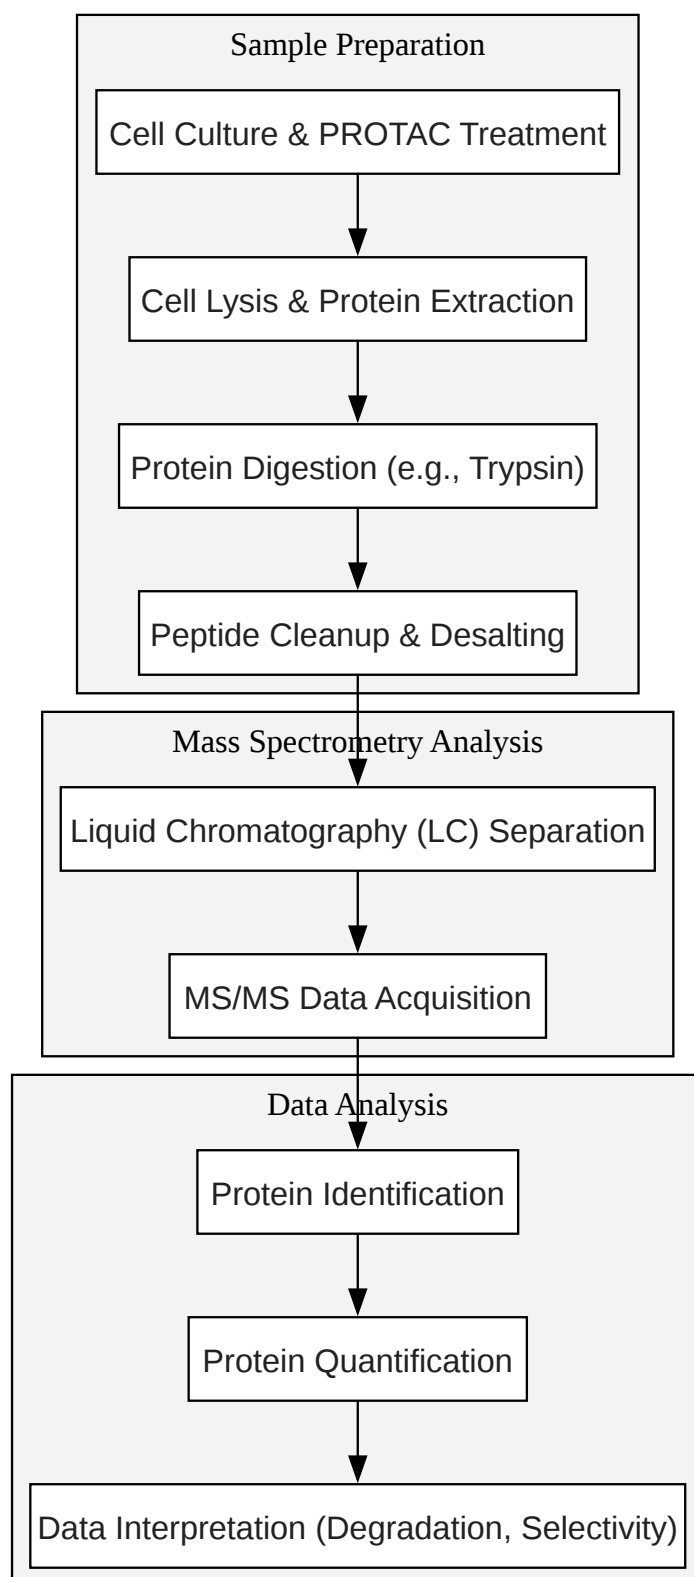 Sample Preparation
Cell Culture & PROTAC Treatment
Cell Lysis & Protein Extraction
Protein Digestion (e.g., Trypsin)
Peptide Cleanup & Desalting
Mass Spectrometry Analysis
Liquid Chromatography (LC) Separation
MS/MS Data Acquisition
Data Analysis
Protein Identification
Protein Quantification
Data Interpretation (Degradation, Selectivity)